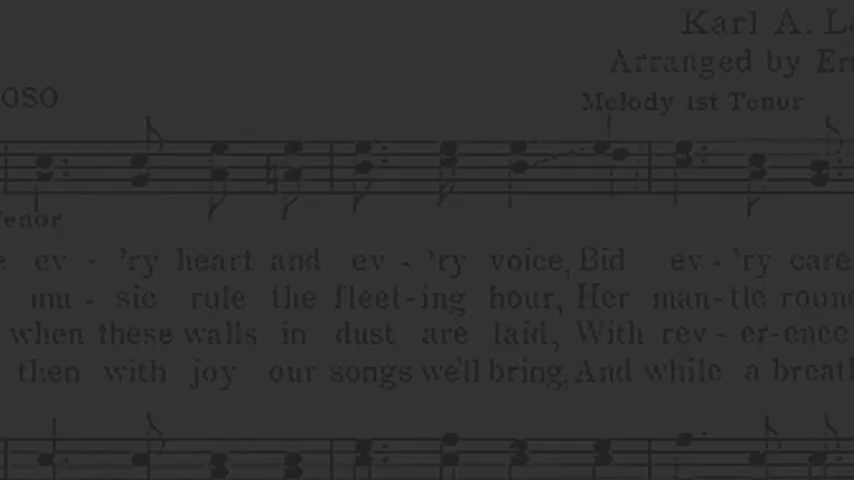 Karl A.
Arranged by
OSO
Melody 1st Tenor
enor
ev - 'ry heart and ev - 'ry voice, Bid ev - 'ry care
mu - sic rule the fleet-ing hour, Her man-tle roun
when these walls in dust are laid, With rev - er-ence
then with joy our songs we'll bring, And while a breat